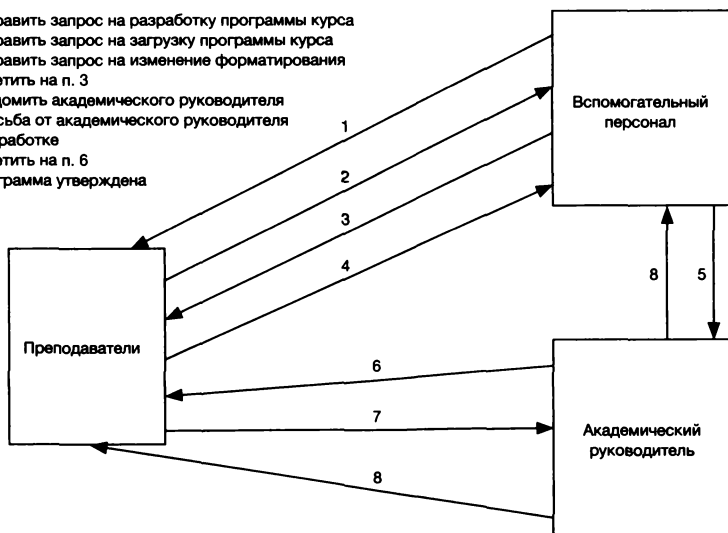 равить запрос на разработку программы курса
равить запрос на загрузку программы курса
равить запрос на изменение форматирования
етить на п. 3
домить академического руководителя
сьба от академического руководителя
работке
етить на п. 6
грамма утверждена
Вспомогательный
персонал
1
2
3
4
8
5
Преподаватели
6
7
8
Академический
руководитель